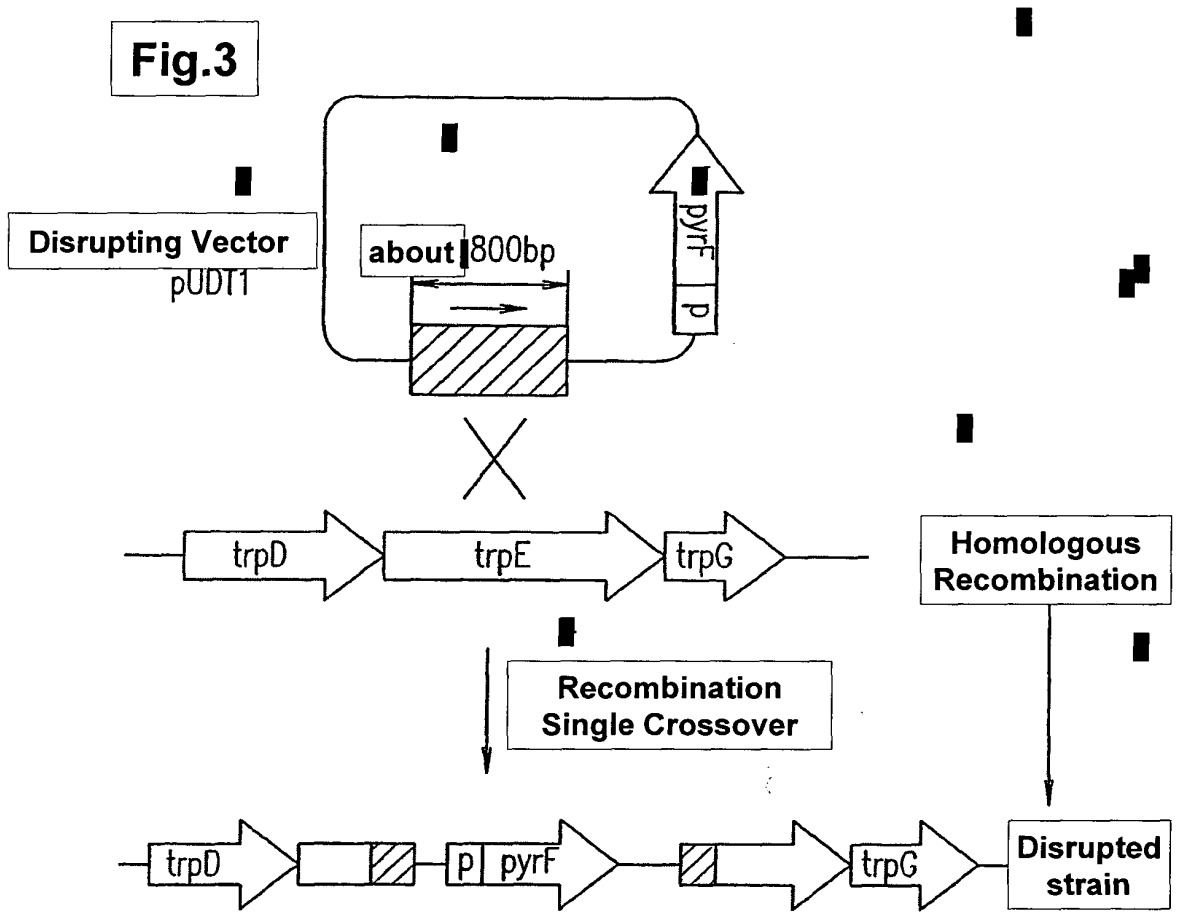 Fig.3
Disrupting Vector
pUDT1
about 800bp
pyrF
p
trpD
trpE
trpG
Homologous
Recombination
Recombination
Single Crossover
trpD
p
pyrF
trpG
Disrupted
strain